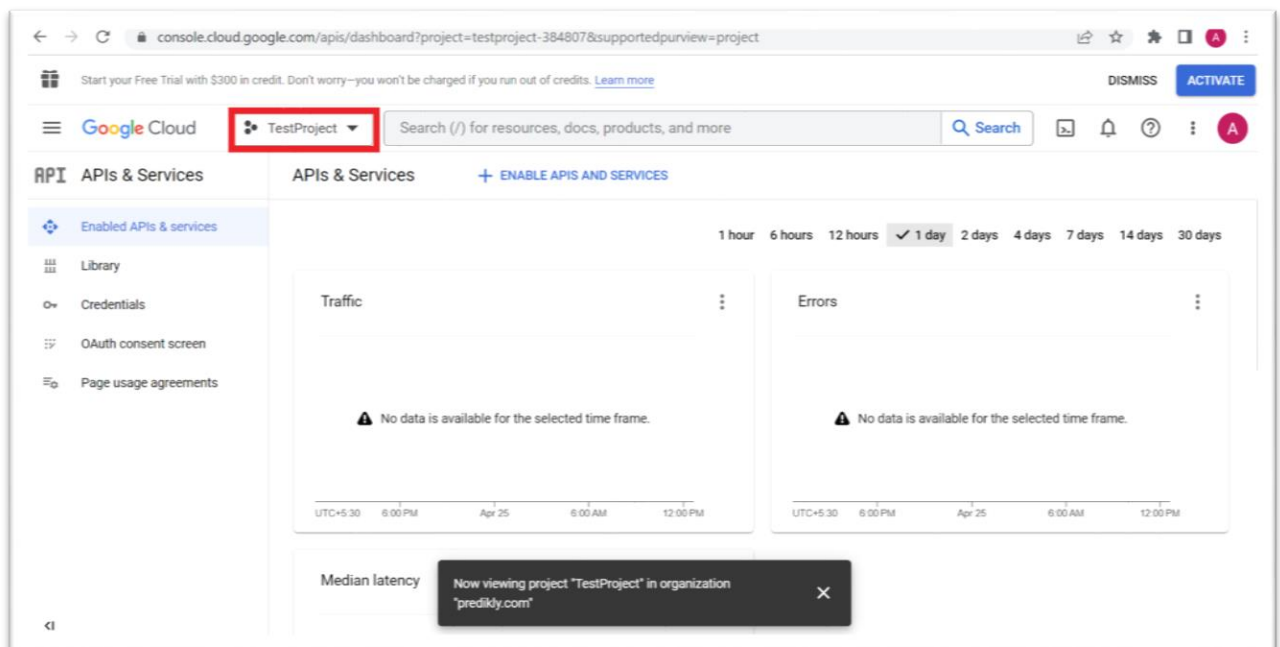 console.cloud.google.com/apis/dashboard?project=testproject-384807&supportedpurview=project
A
Start your Free Trial with $300 in credit. Don't worry—you won't be charged if you run out of credits. Learn more
DISMISS
ACTIVATE
Google Cloud
TestProject
Search (/) for resources, docs, products, and more
Search
A
API APIs & Services
APIs & Services
+ ENABLE APIS AND SERVICES
Enabled APIs & services
Library
Credentials
OAuth consent screen
Page usage agreements
1 hour 6 hours 12 hours 1 day 2 days 4 days 7 days 14 days 30 days
Traffic
No data is available for the selected time frame.
UTC+5:30 6:00 PM Apr 25 6:00 AM 12:00 PM
Errors
No data is available for the selected time frame.
UTC+5:30 6:00 PM Apr 25 6:00 AM 12:00 PM
Median latency
Now viewing project "TestProject" in organization
"predikly.com"